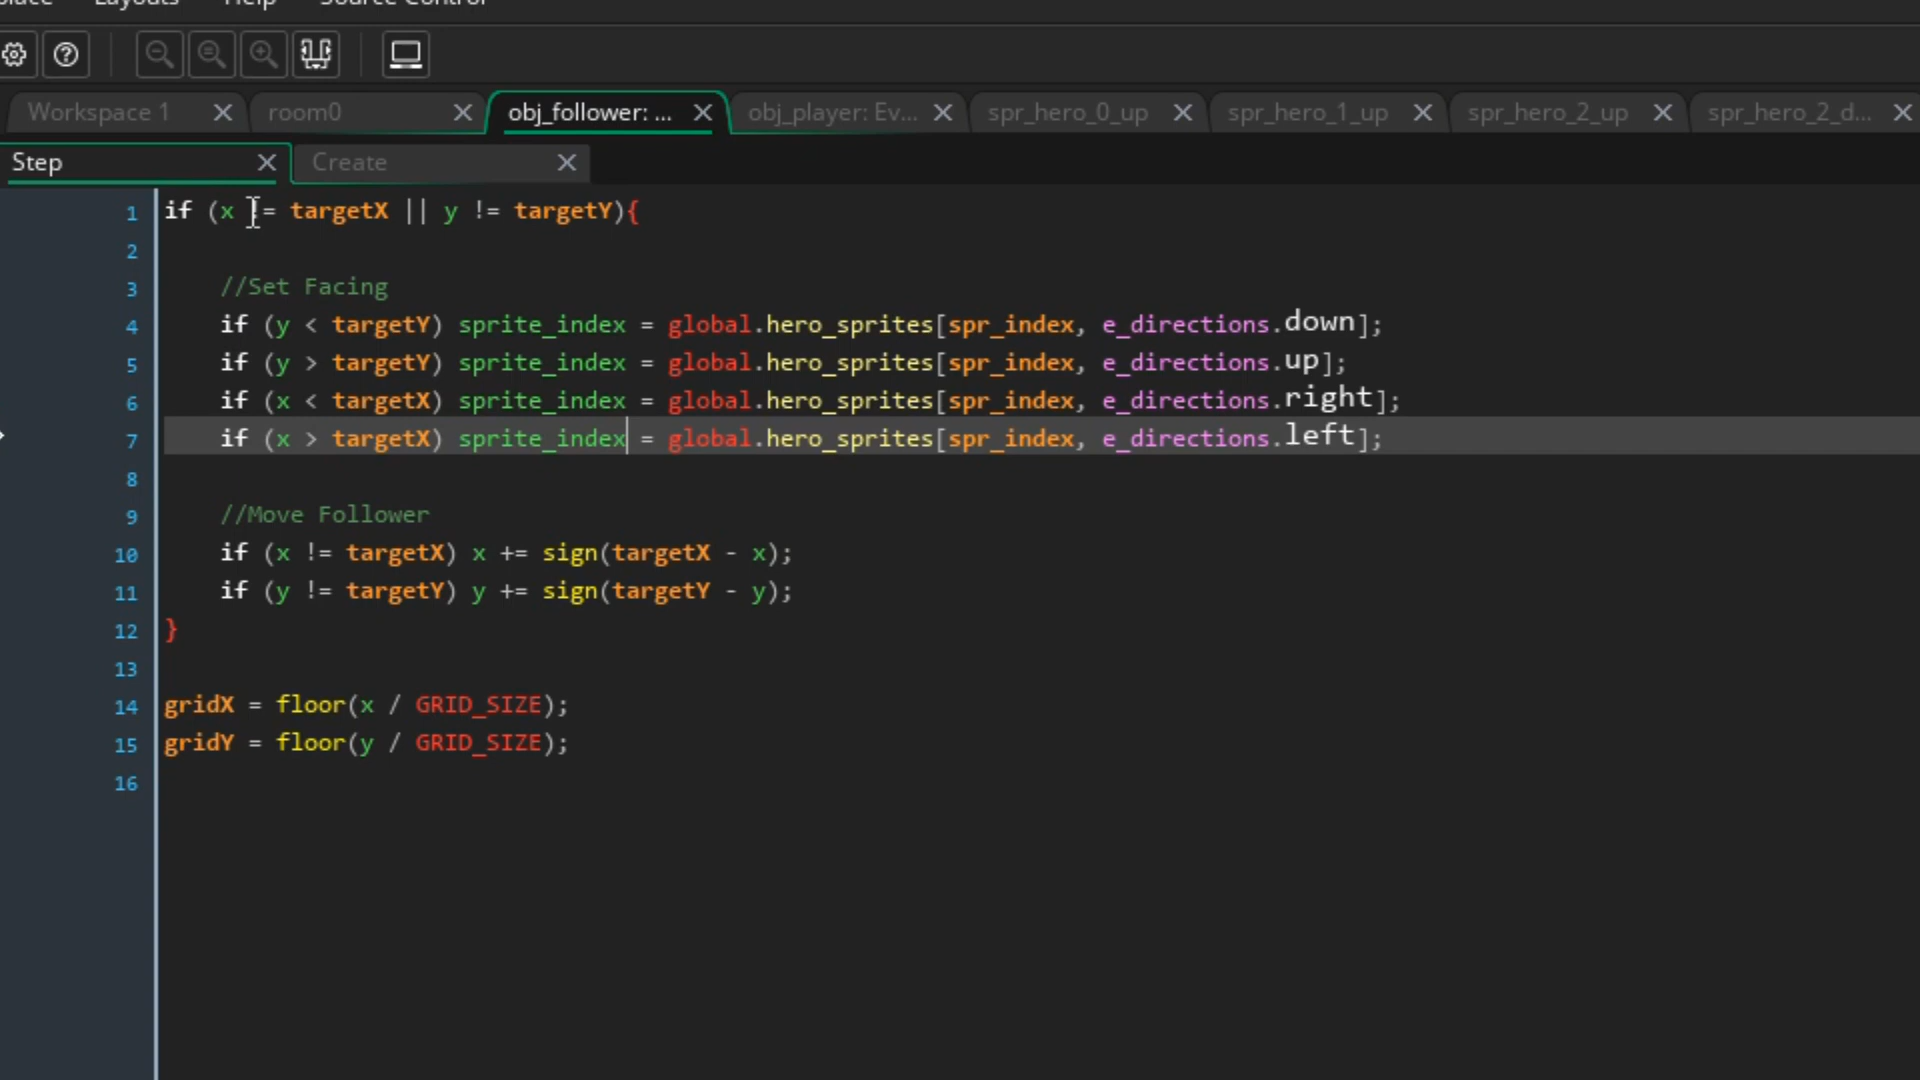 Layouts Help Source Control
Workspace 1 room0 obj_follower: ... obj_player: Ev... spr_hero_0_up spr_hero_1_up spr_hero_2_up spr_hero_2_d...
Step Create
1 if (x != targetX || y != targetY){
2
3 //Set Facing
4 if (y < targetY) sprite_index = global.hero_sprites[spr_index, e_directions.down];
5 if (y > targetY) sprite_index = global.hero_sprites[spr_index, e_directions.up];
6 if (x < targetX) sprite_index = global.hero_sprites[spr_index, e_directions.right];
7 if (x > targetX) sprite_index = global.hero_sprites[spr_index, e_directions.left];
8
9 //Move Follower
10 if (x != targetX) x += sign(targetX - x);
11 if (y != targetY) y += sign(targetY - y);
12 }
13
14 gridX = floor(x / GRID_SIZE);
15 gridY = floor(y / GRID_SIZE);
16